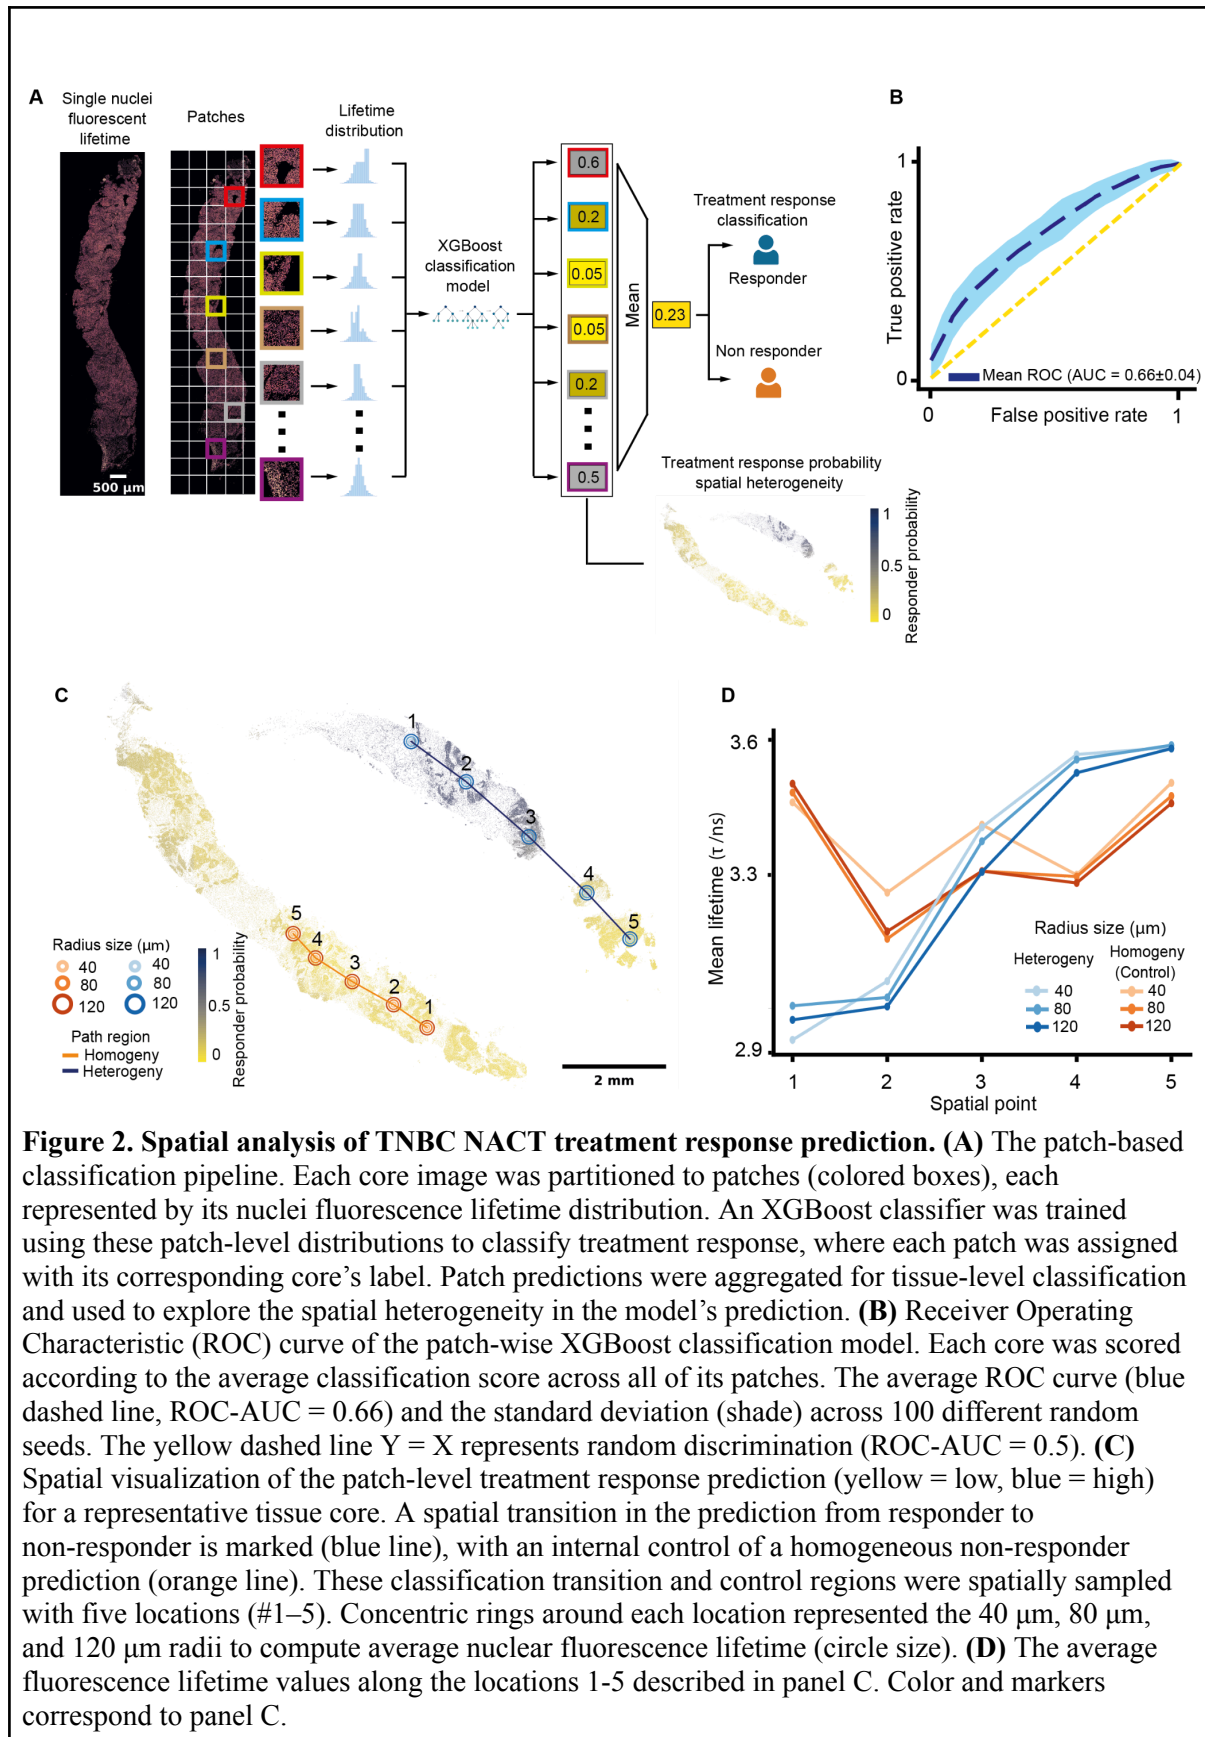 A
Single nuclei
fluorescent
lifetime
Patches
Lifetime
distribution
500 µm
XGBoost
classification
model
0.6
0.2
0.05
0.05
0.2
0.5
Mean
0.23
Treatment response
classification
Responder
Non responder
Treatment response probability
spatial heterogeneity
1
0.5
0
Responder probability
B
True positive rate
1
0
Mean ROC (AUC = 0.66±0.04)
0
1
False positive rate
C
1
2
3
4
5
5
4
3
2
1
Radius size (µm)
40
40
80
80
120
120
Path region
Homogeny
Heterogeny
1
0.5
0
Responder probability
2 mm
D
Mean lifetime (τ /ns)
3.6
3.3
2.9
Radius size (µm)
Heterogeny
Homogeny
(Control)
40
40
80
80
120
120
1
2
3
4
5
Spatial point
Figure 2. Spatial analysis of TNBC NACT treatment response prediction. (A) The patch-based
classification pipeline. Each core image was partitioned to patches (colored boxes), each
represented by its nuclei fluorescence lifetime distribution. An XGBoost classifier was trained
using these patch-level distributions to classify treatment response, where each patch was assigned
with its corresponding core's label. Patch predictions were aggregated for tissue-level classification
and used to explore the spatial heterogeneity in the model's prediction. (B) Receiver Operating
Characteristic (ROC) curve of the patch-wise XGBoost classification model. Each core was scored
according to the average classification score across all of its patches. The average ROC curve (blue
dashed line, ROC-AUC = 0.66) and the standard deviation (shade) across 100 different random
seeds. The yellow dashed line Y = X represents random discrimination (ROC-AUC = 0.5). (C)
Spatial visualization of the patch-level treatment response prediction (yellow = low, blue = high)
for a representative tissue core. A spatial transition in the prediction from responder to
non-responder is marked (blue line), with an internal control of a homogeneous non-responder
prediction (orange line). These classification transition and control regions were spatially sampled
with five locations (#1–5). Concentric rings around each location represented the 40 μm, 80 μm,
and 120 μm radii to compute average nuclear fluorescence lifetime (circle size). (D) The average
fluorescence lifetime values along the locations 1-5 described in panel C. Color and markers
correspond to panel C.